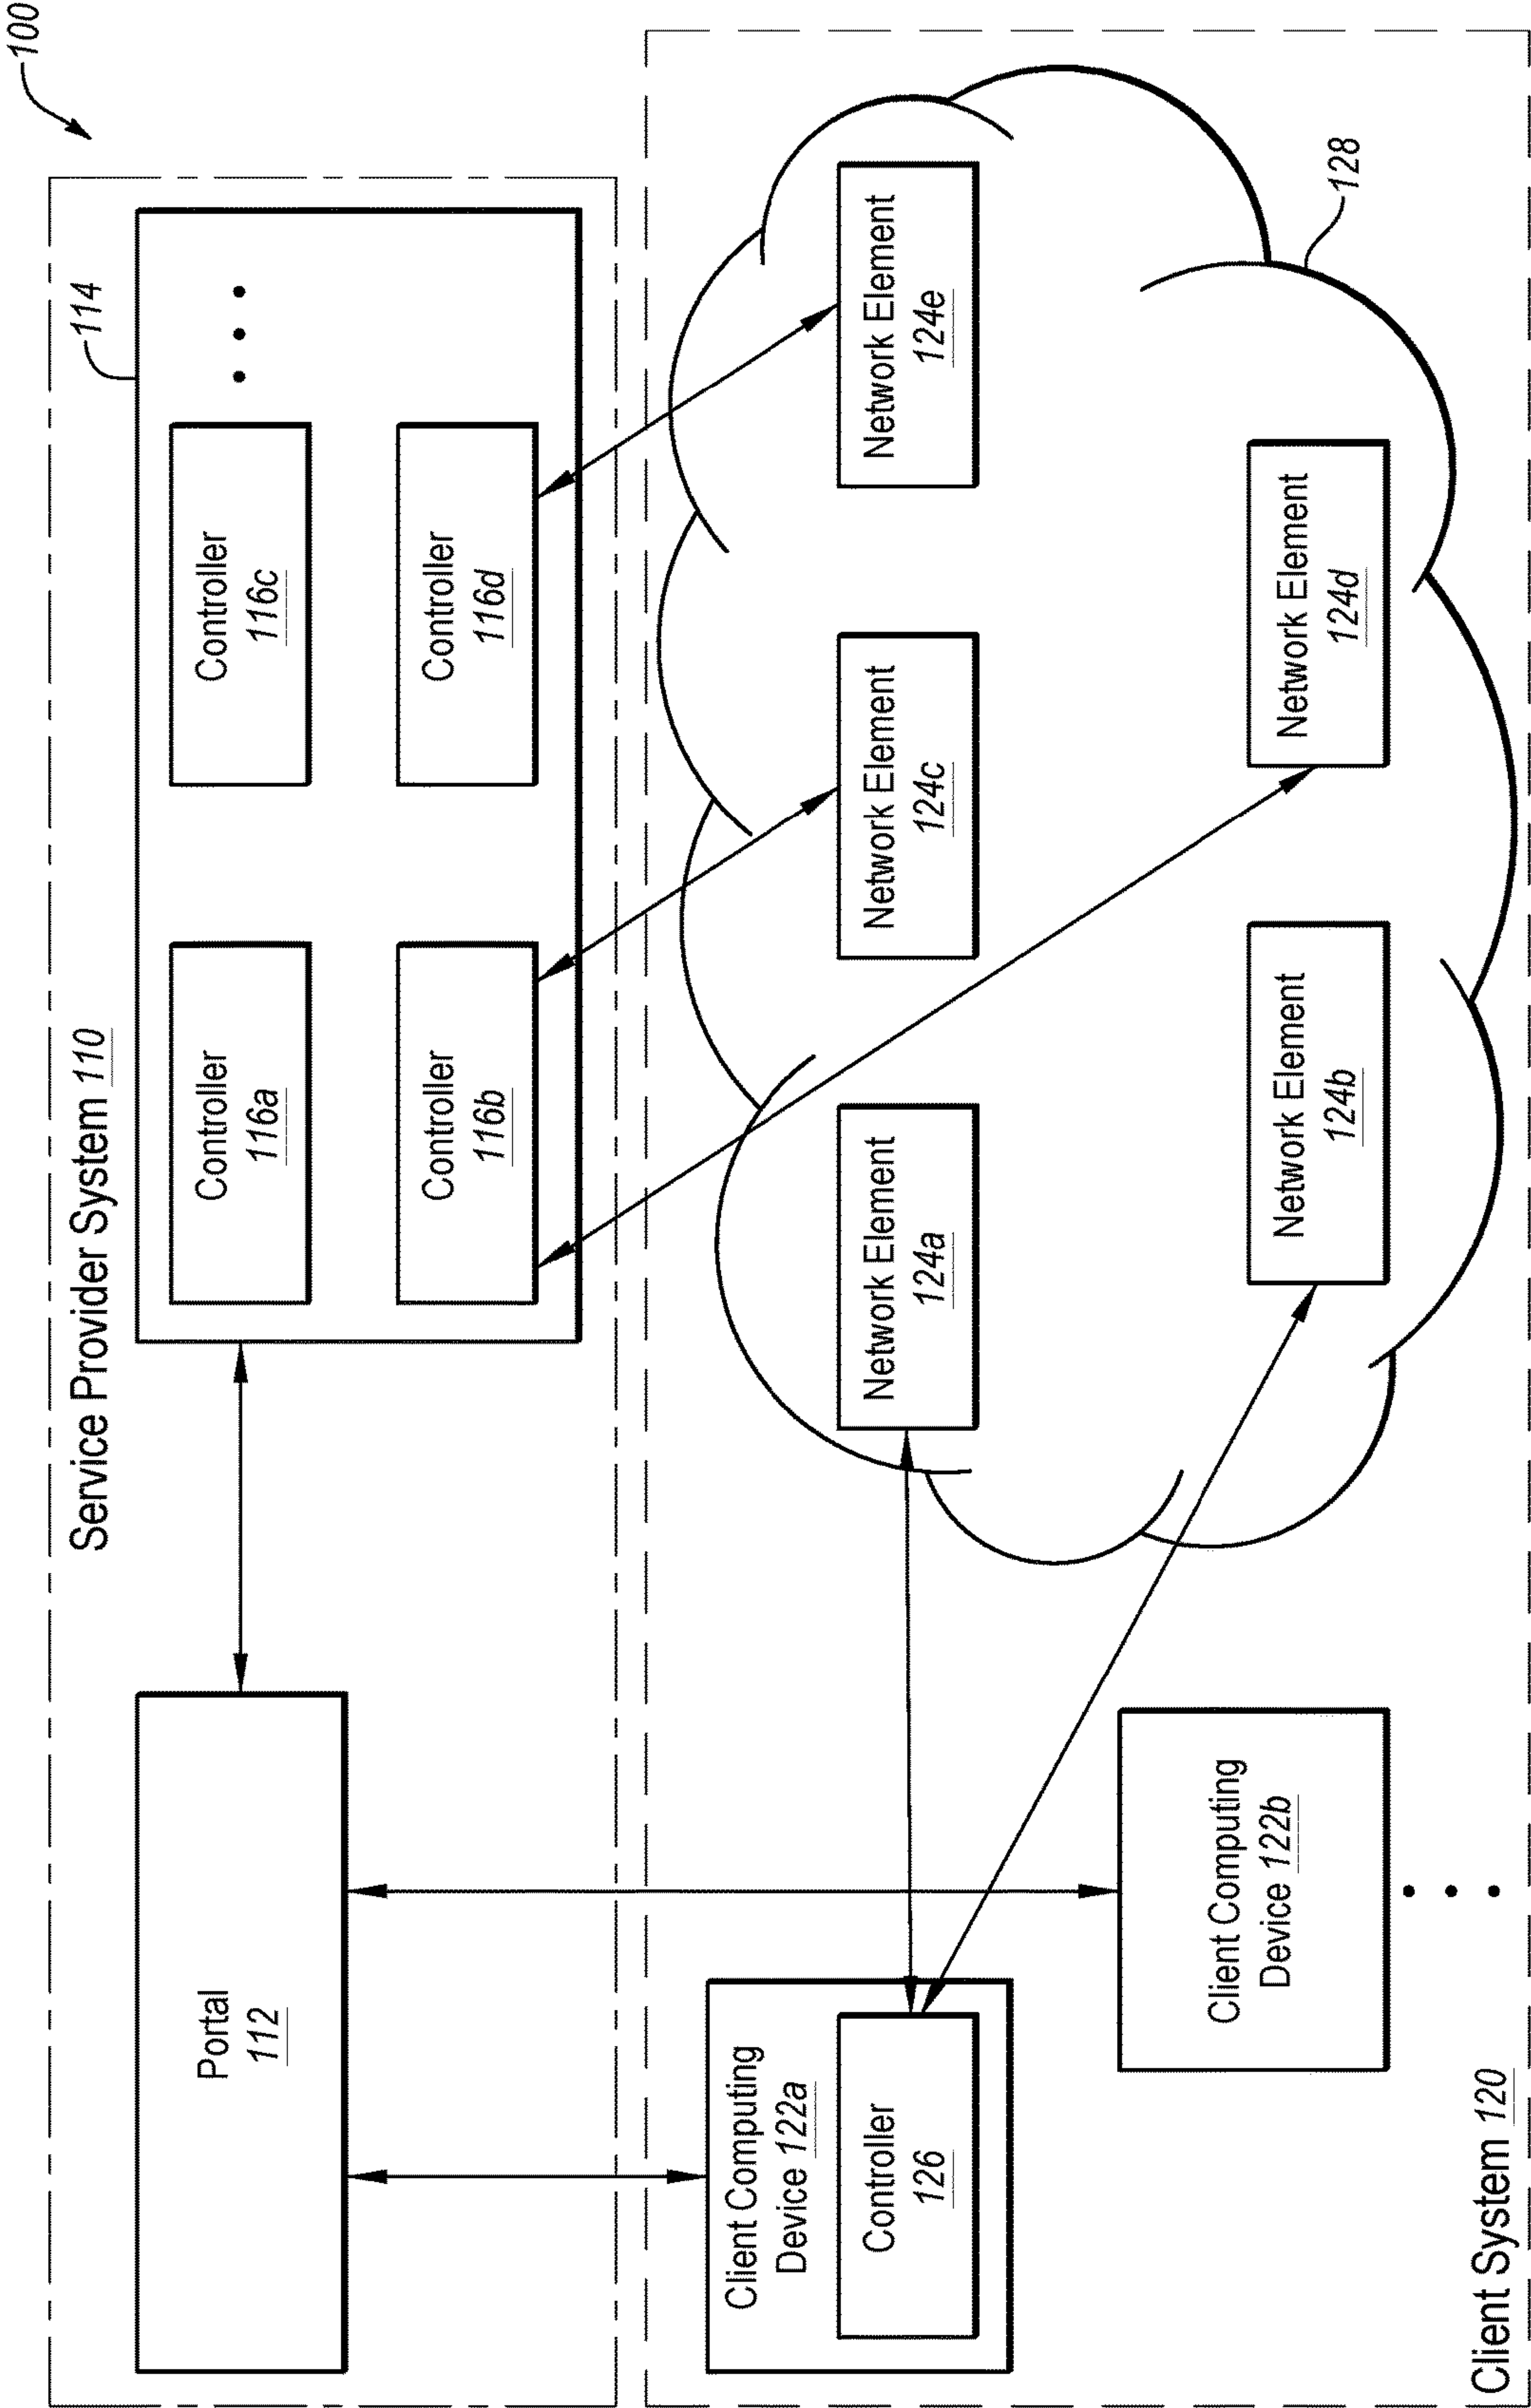 100
Service Provider System 110
114
Portal
112
Controller
116a
Controller
116c
Controller
116b
Controller
116d
Client Computing
Device 122a
Controller
126
Network Element
124a
Network Element
124c
Network Element
124e
Client Computing
Device 122b
Network Element
124b
Network Element
124d
128
Client System 120